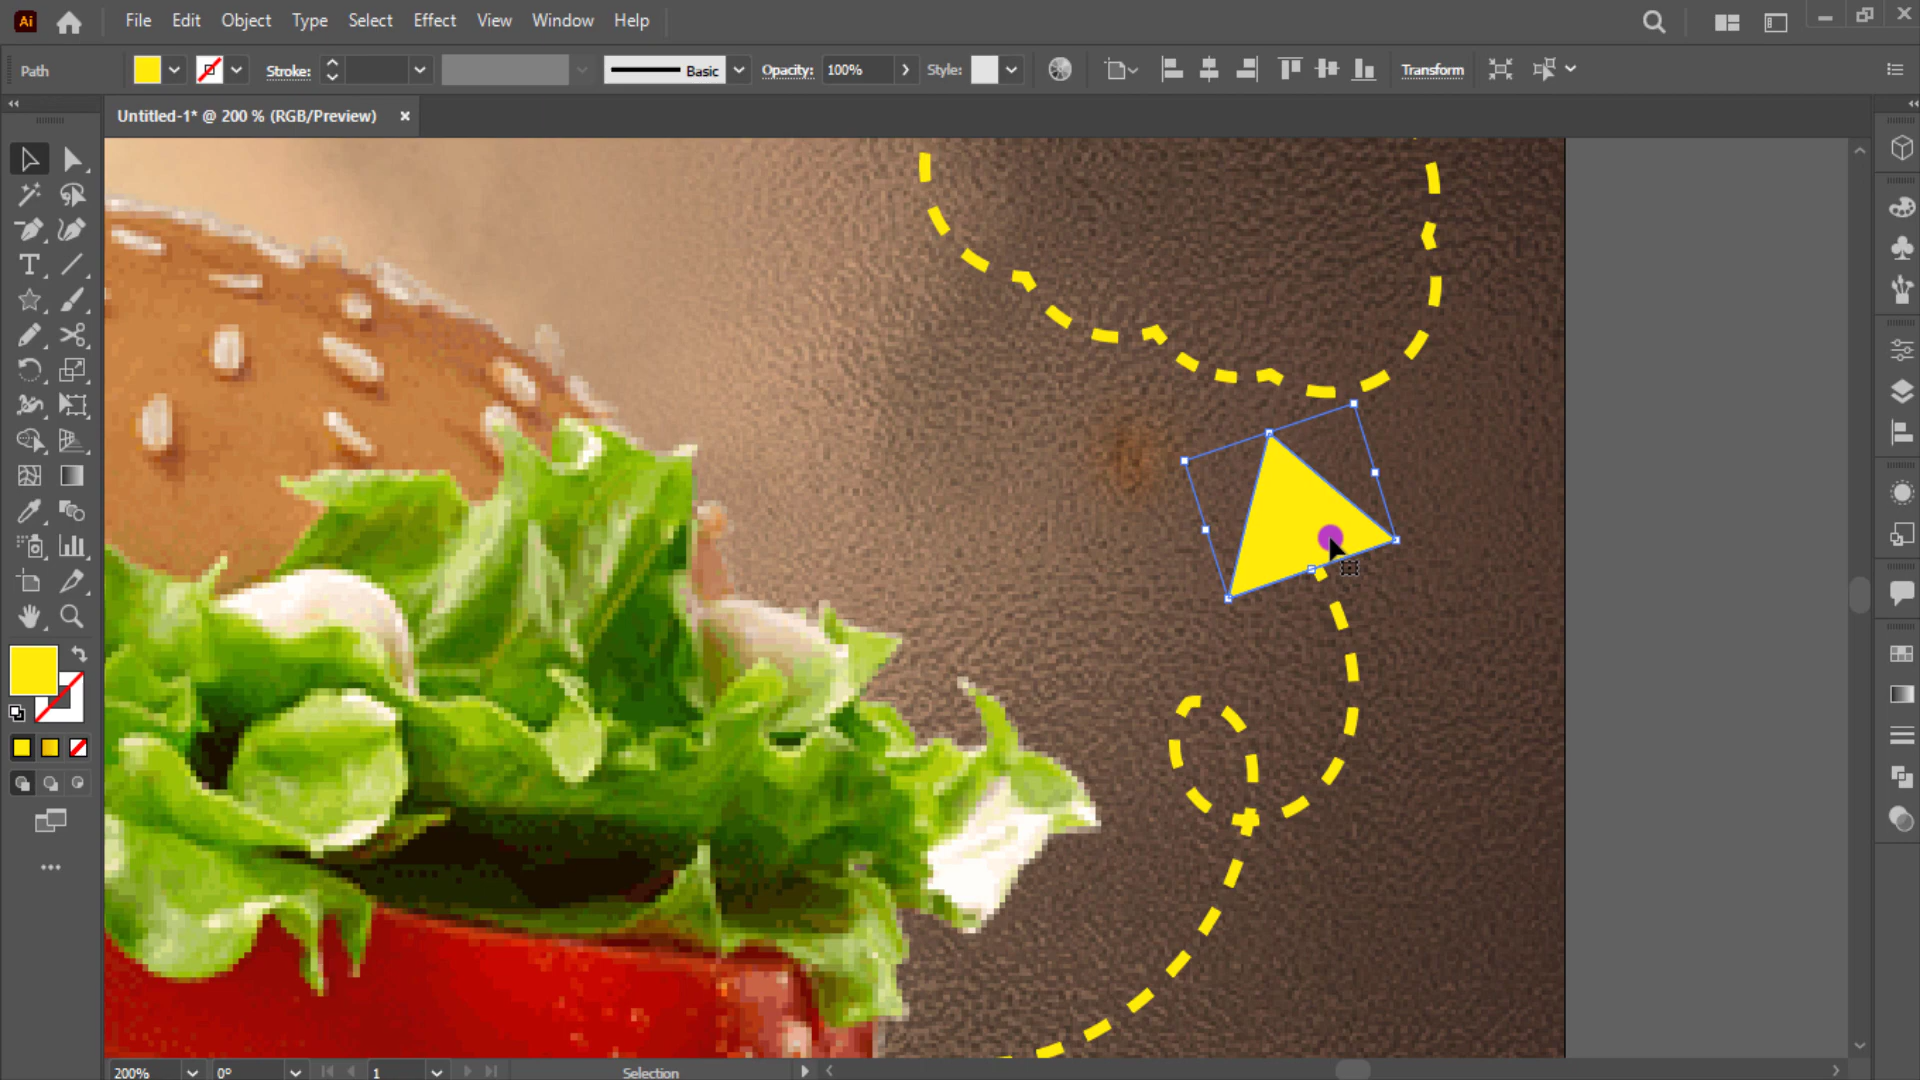 Ai File Edit Object Type Select Effect View Window Help
Path Stroke: Basic Opacity: 100% Style: Transform
Untitled-1* @ 200 % (RGB/Preview) ×
200% 0° 1 Selection